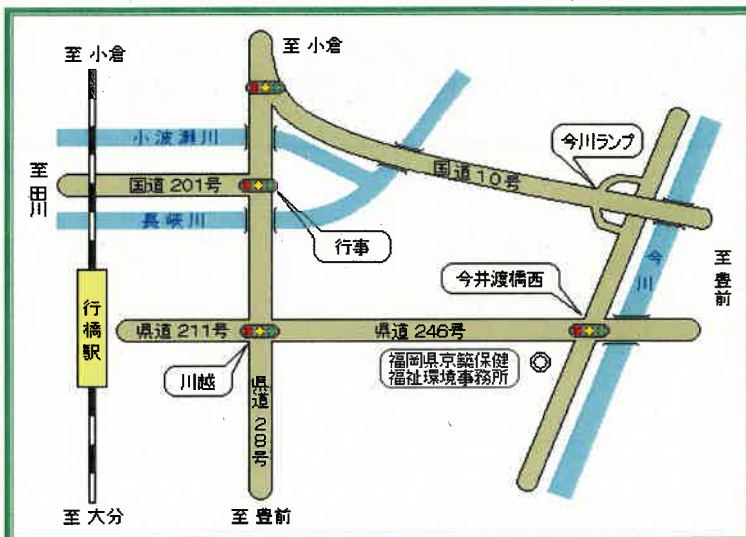 至 小倉
至 小倉
小波瀬川
今川ランプ
至田川
国道 201号
国道10号
長峡川
行事
今川
至豊前
今井渡橋西
行橋駅
県道 211号
県道 246号
福岡県京築保健
福祉環境事務所
川越
県道28号
至 大分
至 豊前